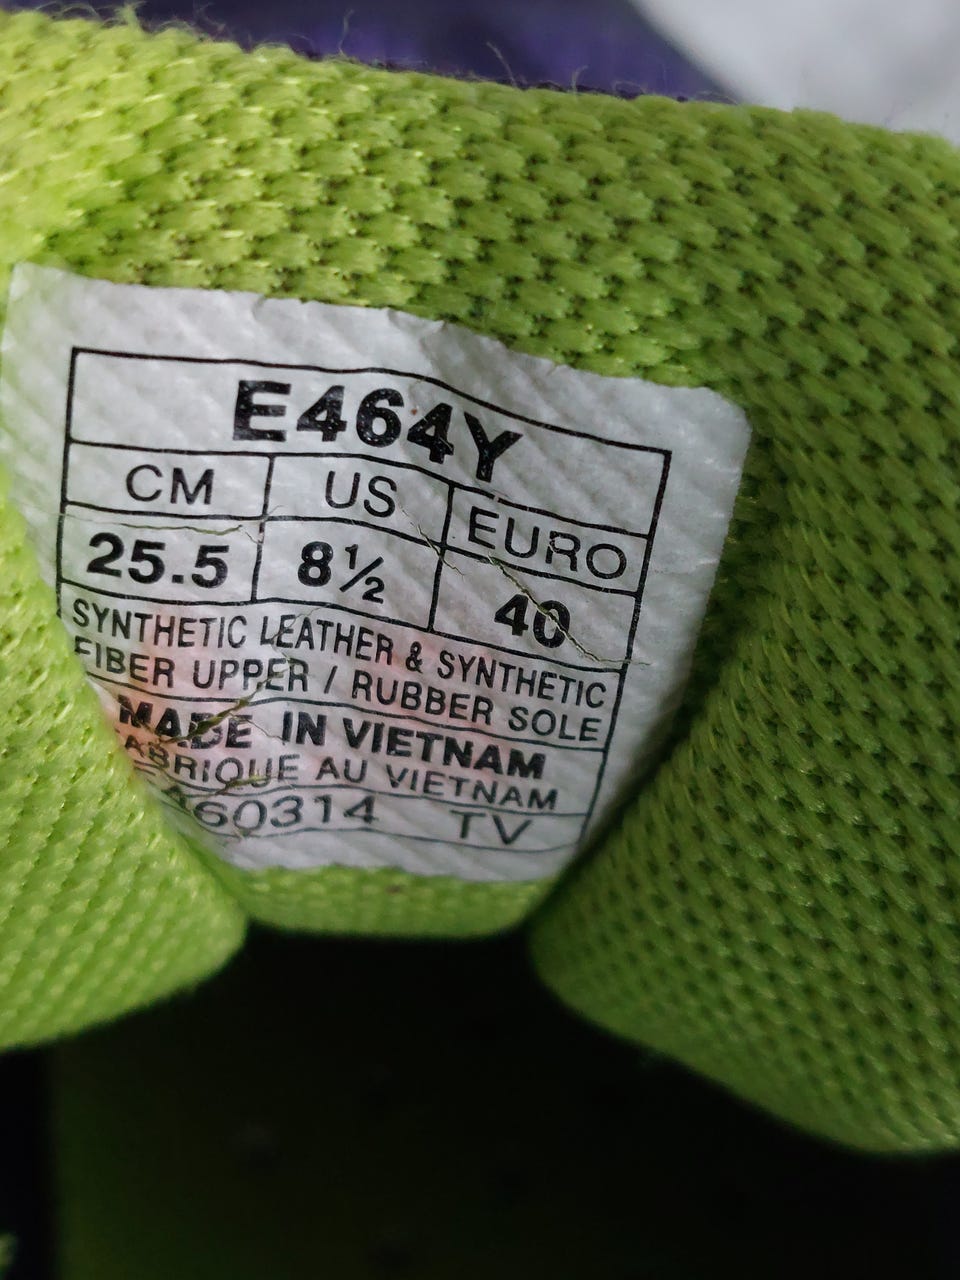 E464Y
CM US EURO
25.5 8½ 40
SYNTHETIC LEATHER & SYNTHETIC
FIBER UPPER / RUBBER SOLE
MADE IN VIETNAM
FABRIQUE AU VIETNAM
TV